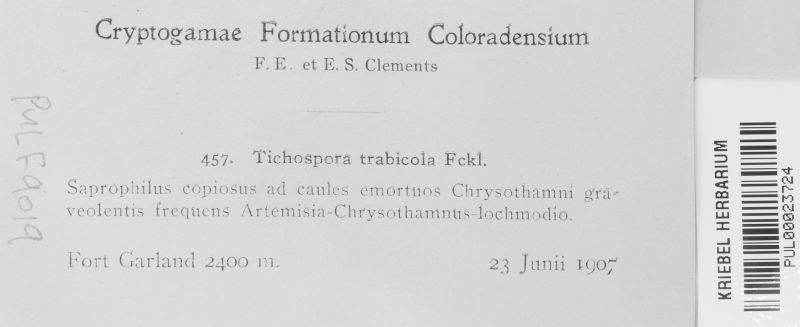 Cryptogamae Formationum Coloradensium
F. E. et E. S. Clements
457. Tichospora trabicola Fckl.
Saprophilus copiosus ad caules emortuos Chrysothamni gra-
veolentis frequens Artemisia-Chrysothamnus-lochmodio.
Fort Garland 2400 m. 23 Junii 1907
PUL F9019
KRIEBEL HERBARIUM
PUL00023724